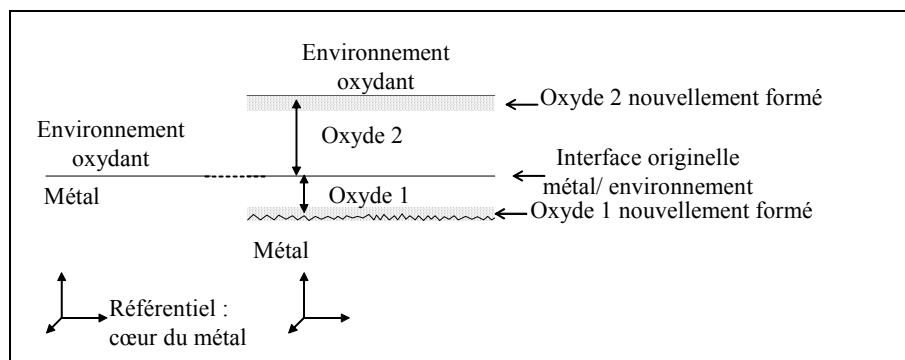 Environnement
oxydant
Oxyde 2 nouvellement formé
Environnement
oxydant
Oxyde 2
Interface originelle
métal/ environnement
Métal
Oxyde 1
Oxyde 1 nouvellement formé
Métal
Référentiel :
cœur du métal